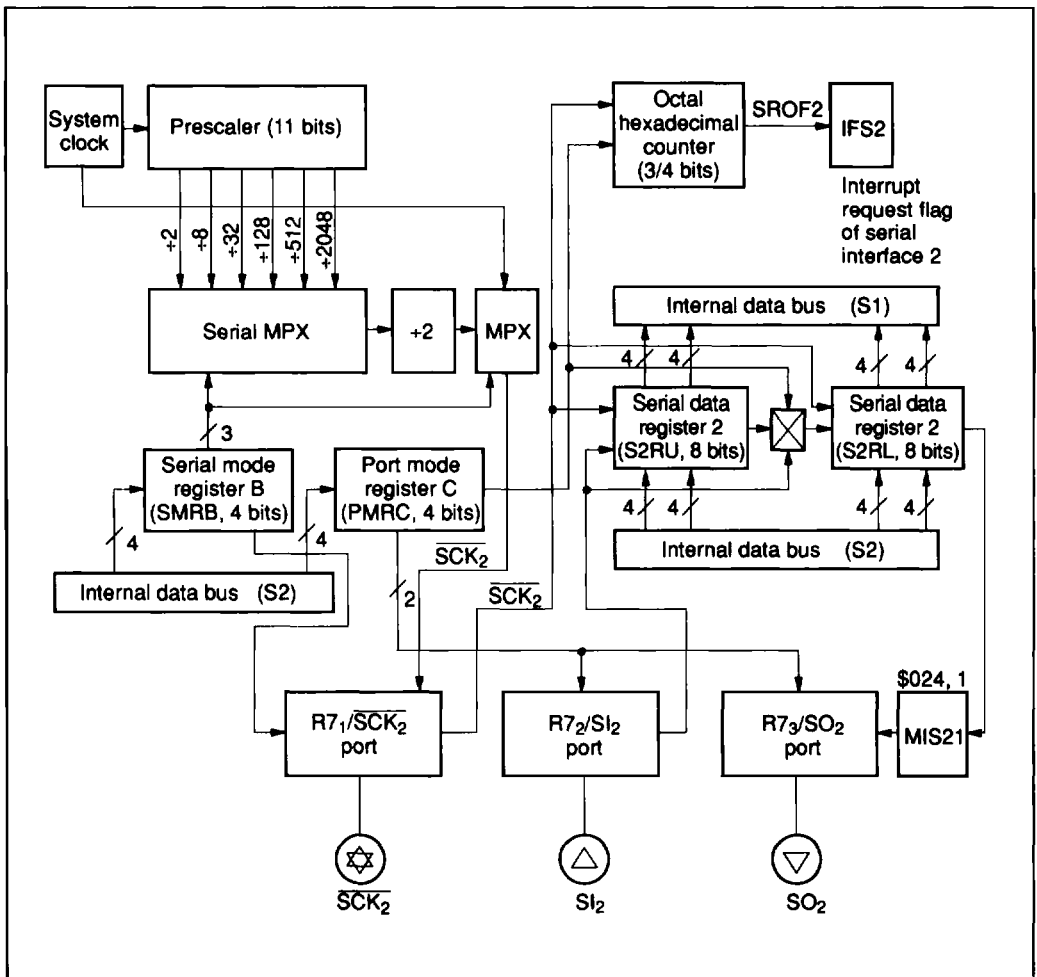 System
clock
Prescaler (11 bits)
÷2
÷8
÷32
÷128
÷512
÷2048
Octal
hexadecimal
counter
(3/4 bits)
SROF2
IFS2
Interrupt
request flag
of serial
interface 2
Serial MPX
÷2
MPX
Internal data bus (S1)
4
4
4
4
3
Serial data
register 2
(S2RU, 8 bits)
Serial data
register 2
(S2RL, 8 bits)
Serial mode
register B
(SMRB, 4 bits)
Port mode
register C
(PMRC, 4 bits)
4
4
4
4
4
4
Internal data bus (S2)
Internal data bus (S2)
2
S̅C̅K̅₂
S̅C̅K̅₂
$024, 1
R7₁/S̅C̅K̅₂
port
R7₂/SI₂
port
R7₃/SO₂
port
MIS21
S̅C̅K̅₂
SI₂
SO₂